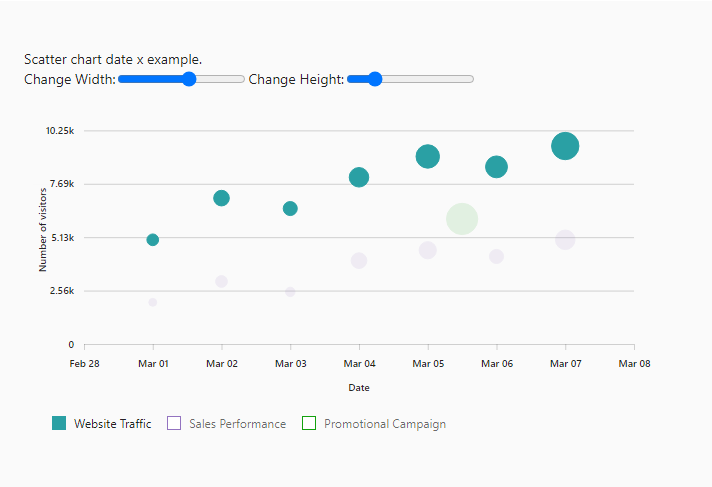 Scatter chart date x example.
Change Width: Change Height:
10.25k
7.69k
5.13k
2.56k
0
Number of visitors
Feb 28 Mar 01 Mar 02 Mar 03 Mar 04 Mar 05 Mar 06 Mar 07 Mar 08
Date
Website Traffic Sales Performance Promotional Campaign